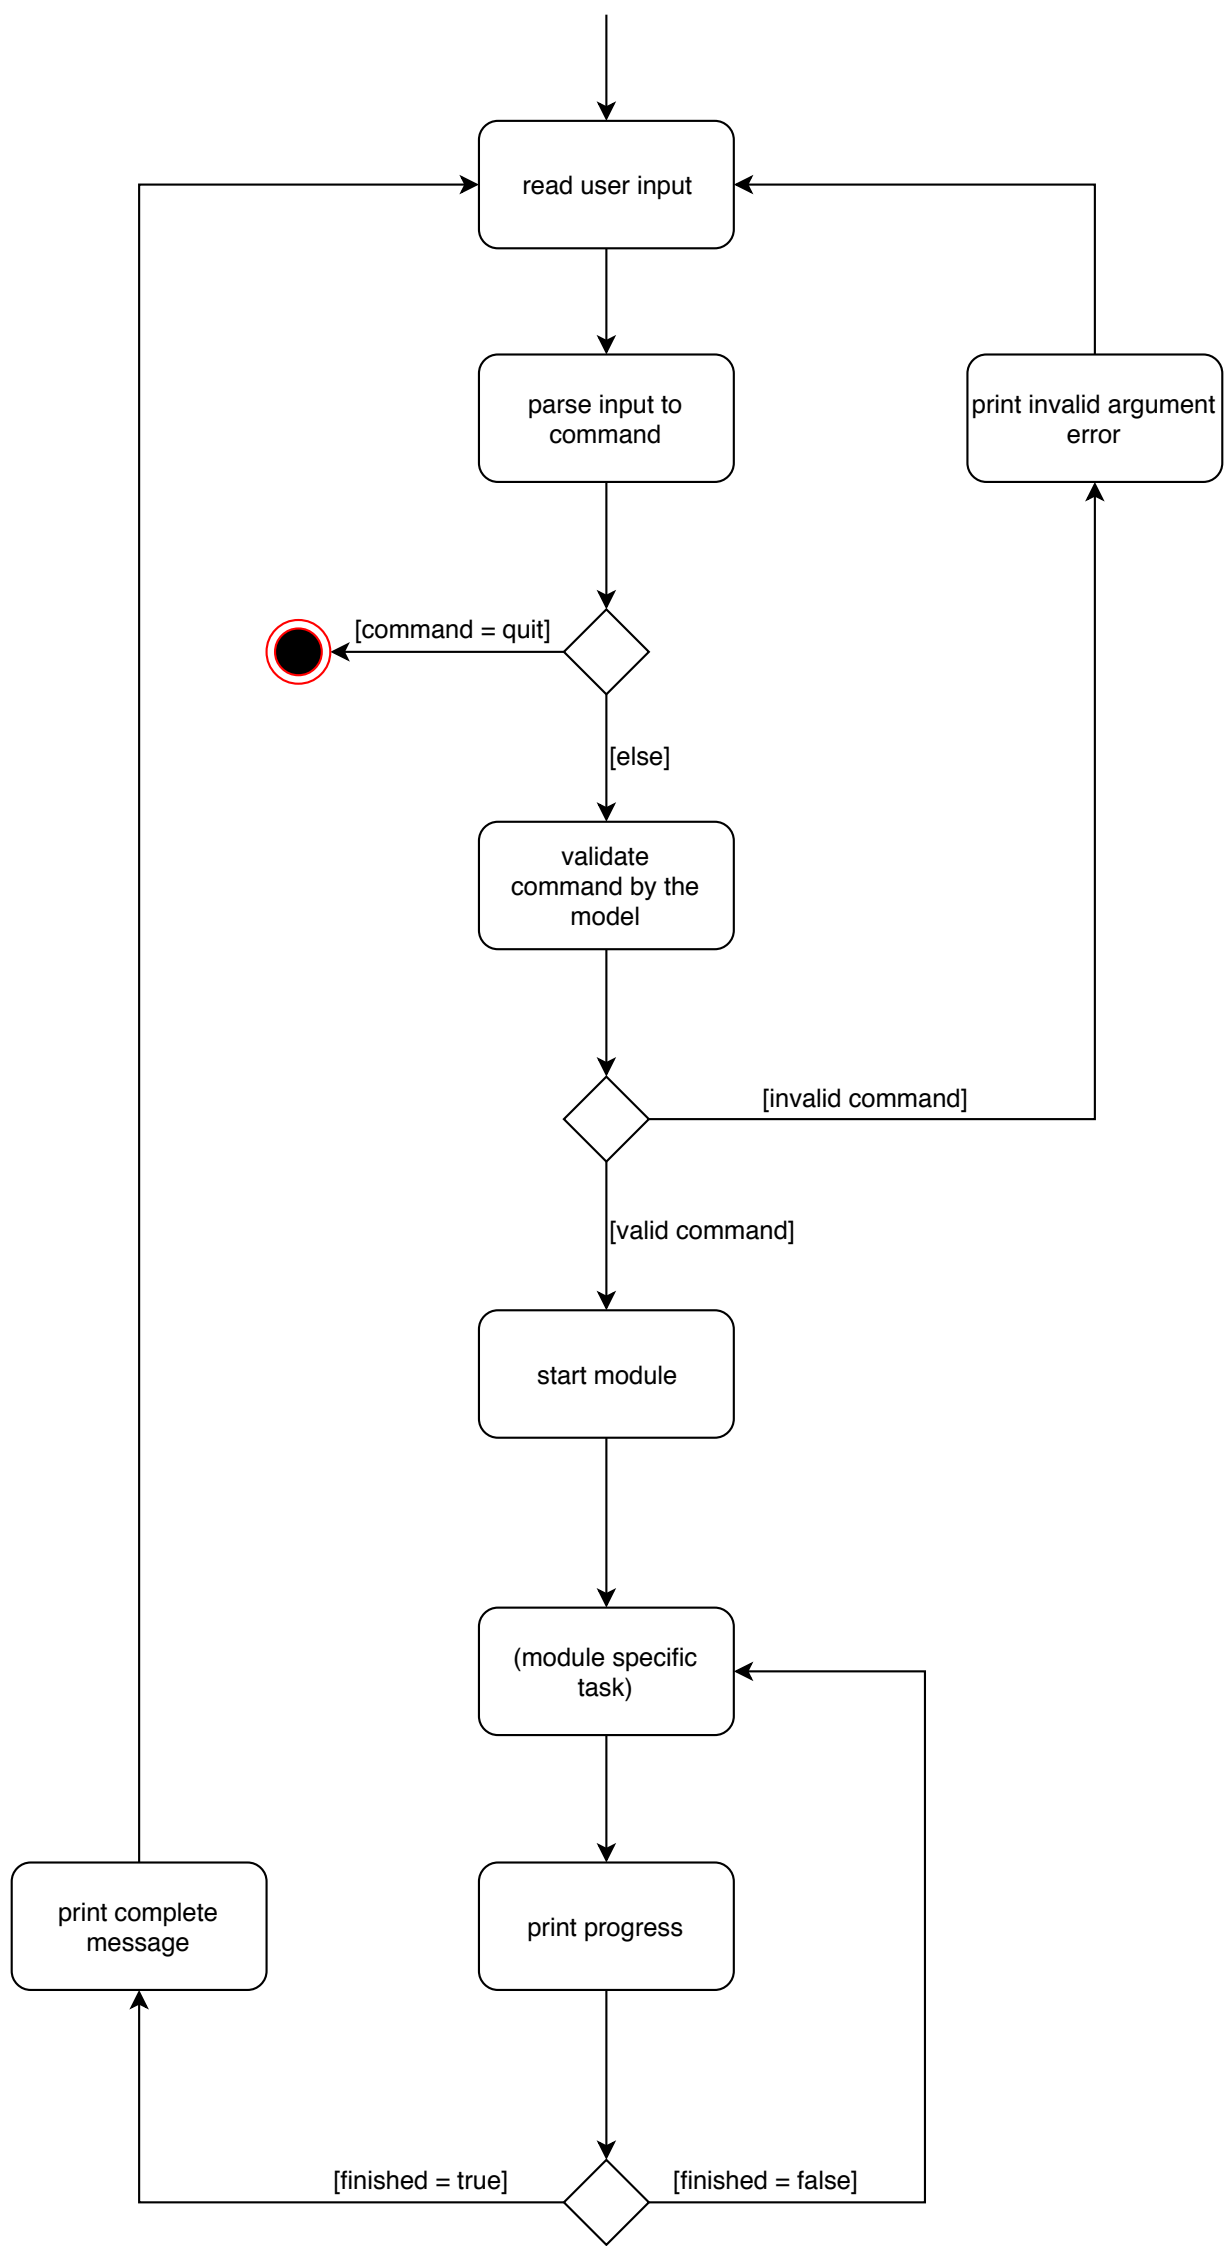 read user input
parse input to
command
print invalid argument
error
[command = quit]
[else]
validate
command by the
model
[invalid command]
[valid command]
start module
(module specific
task)
print complete
message
print progress
[finished = true]
[finished = false]